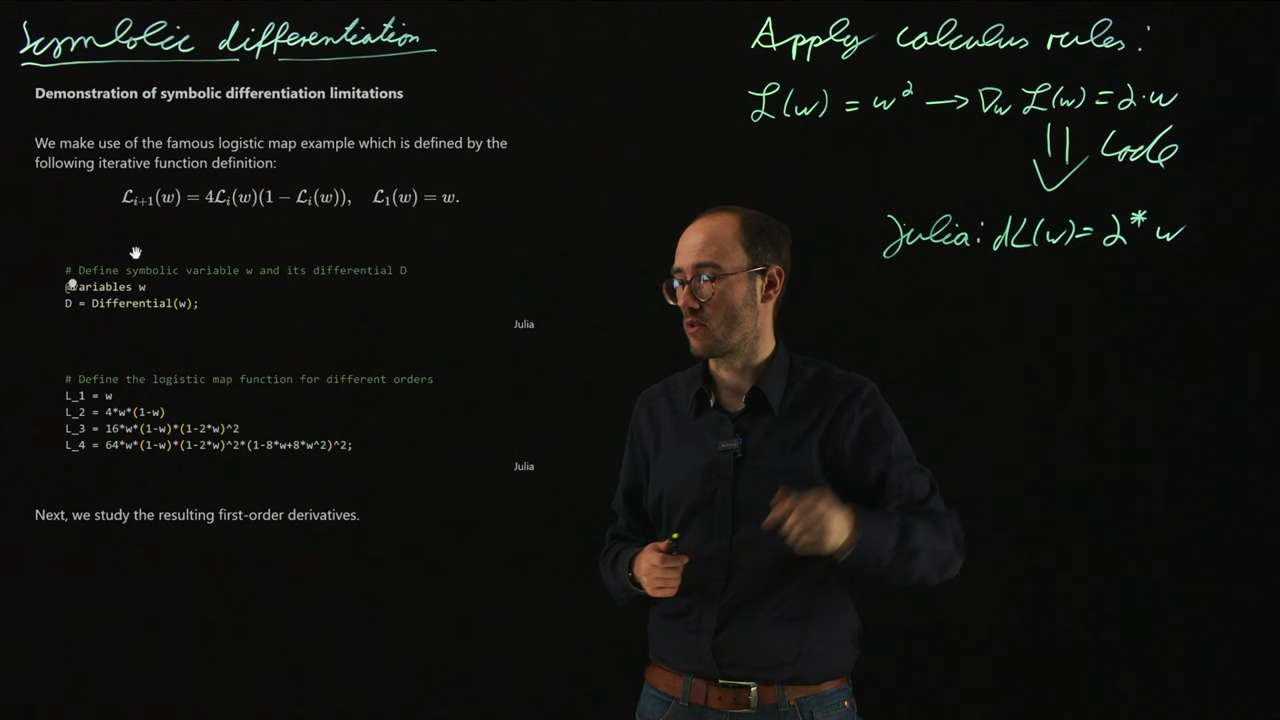 Symbolic differentiation
Demonstration of symbolic differentiation limitations
We make use of the famous logistic map example which is defined by the
following iterative function definition:
ℒᵢ₊₁(w) = 4ℒᵢ(w)(1 − ℒᵢ(w)),   ℒ₁(w) = w.
# Define symbolic variable w and its differential D
@variables w
D = Differential(w);
Julia
# Define the logistic map function for different orders
L_1 = w
L_2 = 4*w*(1-w)
L_3 = 16*w*(1-w)*(1-2*w)^2
L_4 = 64*w*(1-w)*(1-2*w)^2*(1-8*w+8*w^2)^2;
Julia
Next, we study the resulting first-order derivatives.
Apply calculus rules:
ℒ(w) = w² → ∇w ℒ(w) = 2·w
Code
Julia: dL(w) = 2*w